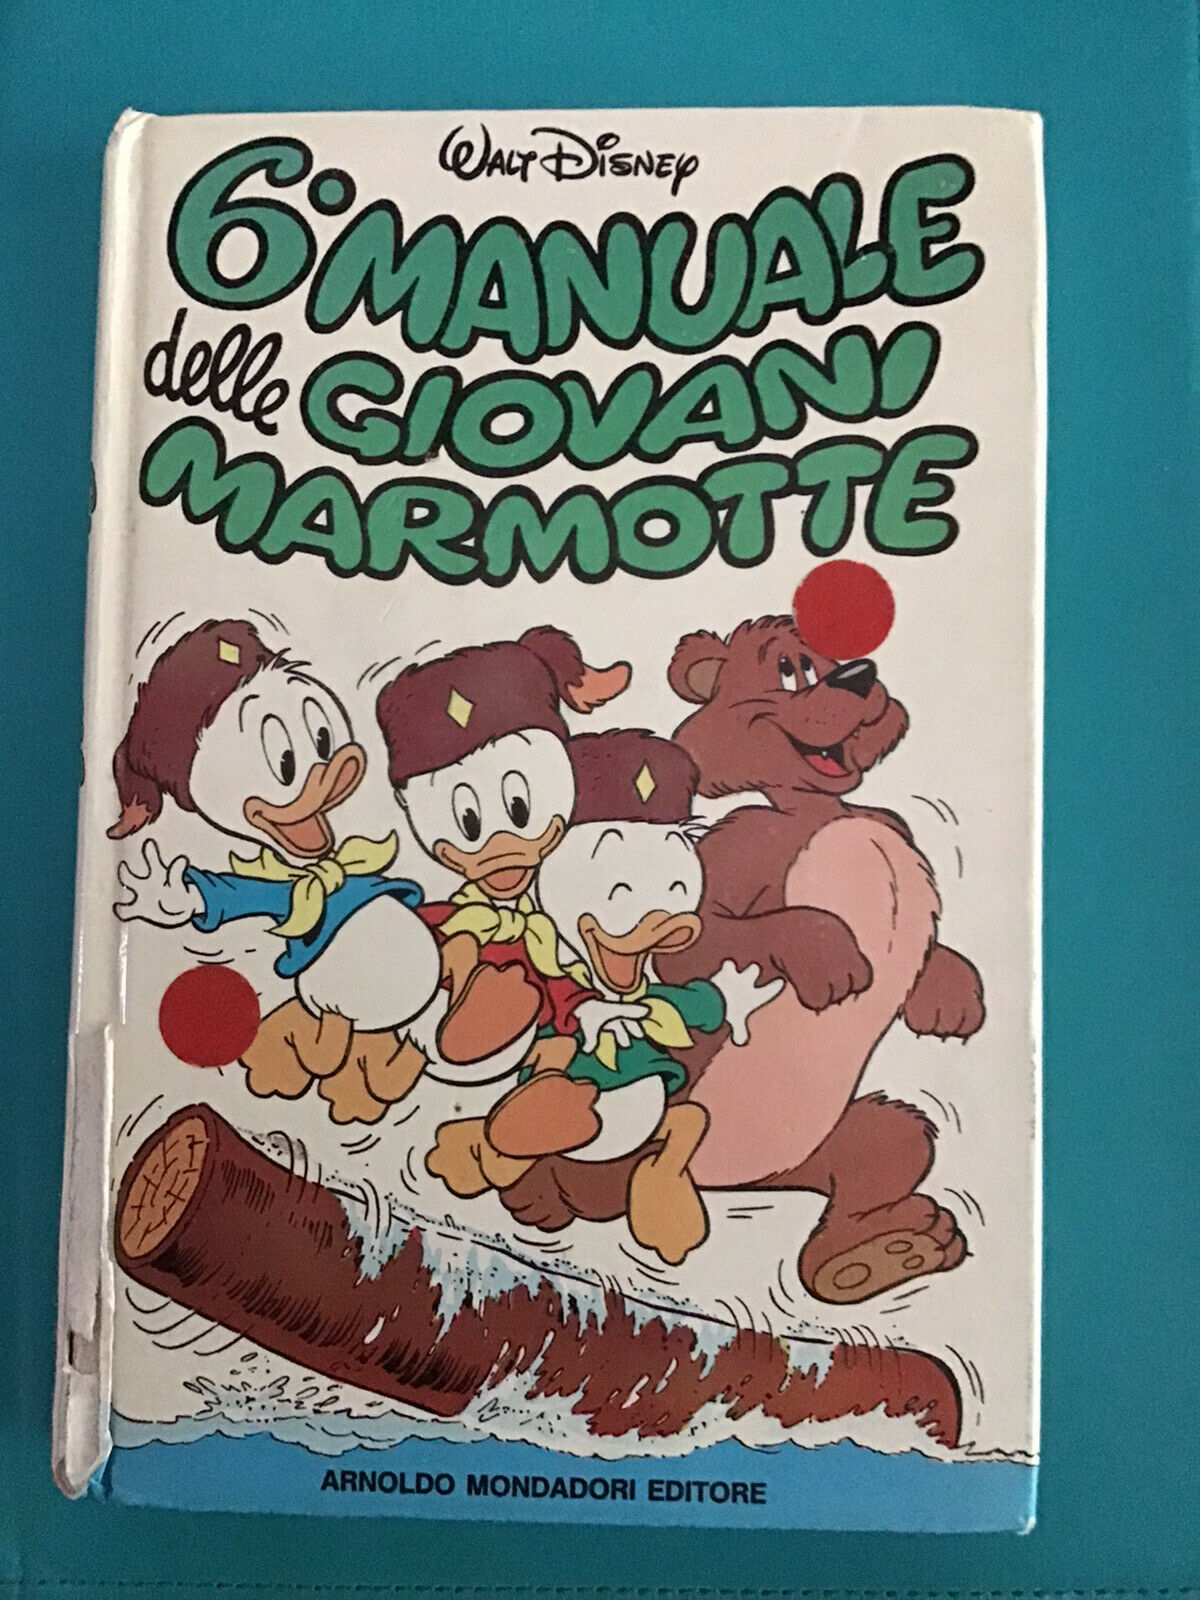 WALT DISNEY
6° MANUALE
delle GIOVANI
MARMOTTE
ARNOLDO MONDADORI EDITORE